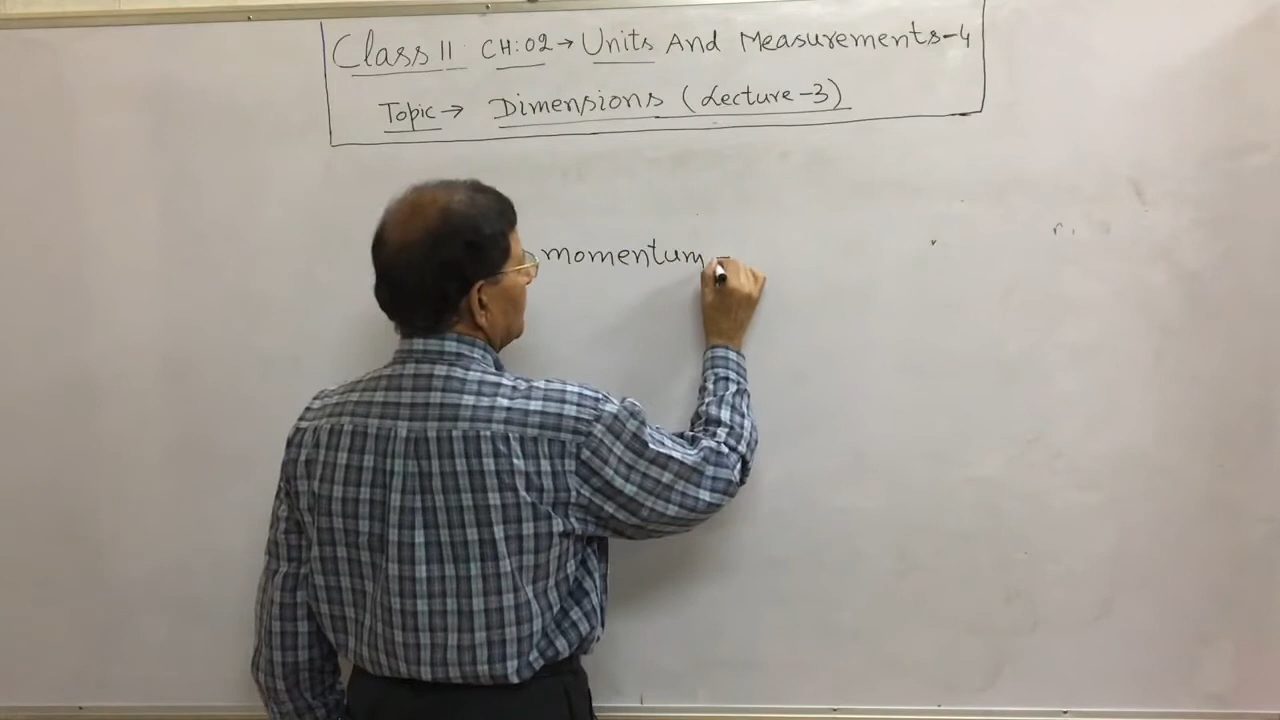 Class 11 CH:02→ Units And Measurements-4
Topic→ Dimensions (Lecture-3)
momentum